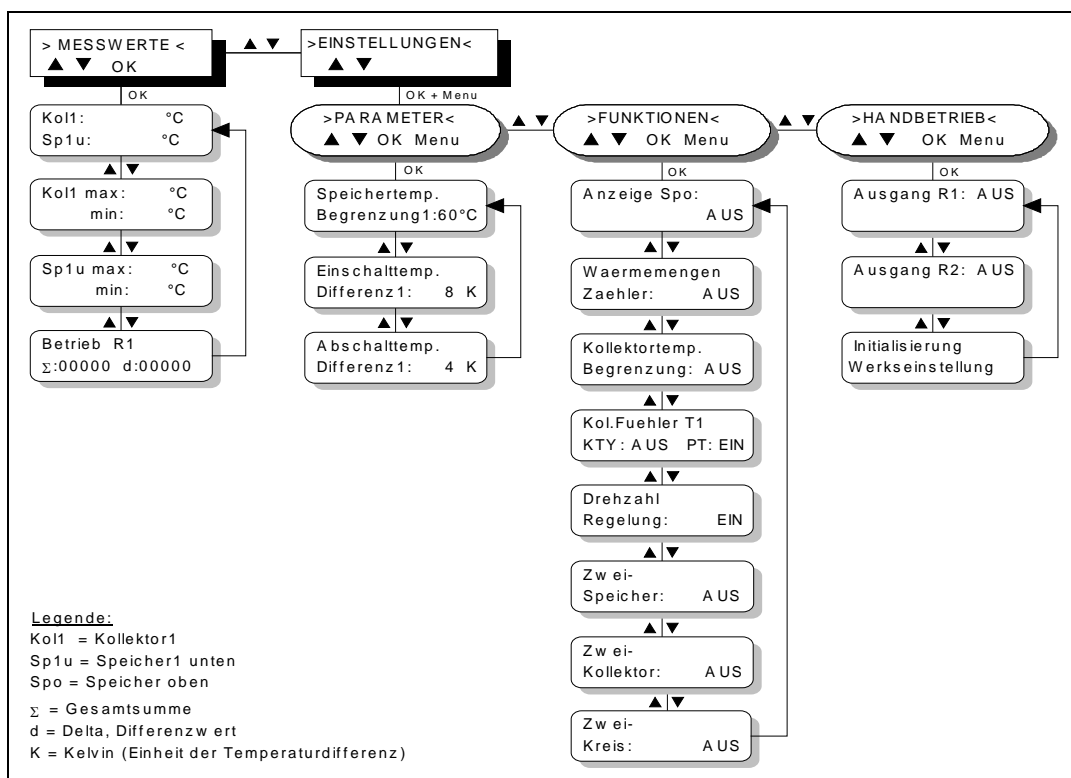 > MESSWERTE <
▲ ▼ OK
▲ ▼
>EINSTELLUNGEN<
▲ ▼
OK
Kol1: °C
Sp1u: °C
▲ ▼
Kol1 max: °C
min: °C
▲ ▼
Sp1u max: °C
min: °C
▲ ▼
Betrieb R1
Σ:00000 d:00000
OK + Menu
>PARAMETER<
▲ ▼ OK Menu
OK
Speichertemp.
Begrenzung1:60°C
▲ ▼
Einschalttemp.
Differenz1: 8 K
▲ ▼
Abschalttemp.
Differenz1: 4 K
▲ ▼
>FUNKTIONEN<
▲ ▼ OK Menu
OK
Anzeige Spo:
AUS
▲ ▼
Waermemengen
Zaehler: AUS
▲ ▼
Kollektortemp.
Begrenzung: AUS
▲ ▼
Kol.Fuehler T1
KTY: AUS PT: EIN
▲ ▼
Drehzahl
Regelung: EIN
▲ ▼
Zwei-
Speicher: AUS
▲ ▼
Zwei-
Kollektor: AUS
▲ ▼
Zwei-
Kreis: AUS
▲ ▼
>HANDBETRIEB<
▲ ▼ OK Menu
OK
Ausgang R1: AUS
▲ ▼
Ausgang R2: AUS
▲ ▼
Initialisierung
Werkseinstellung
Legende:
Kol1 = Kollektor1
Sp1u = Speicher1 unten
Spo = Speicher oben
Σ = Gesamtsumme
d = Delta, Differenzwert
K = Kelvin (Einheit der Temperaturdifferenz)